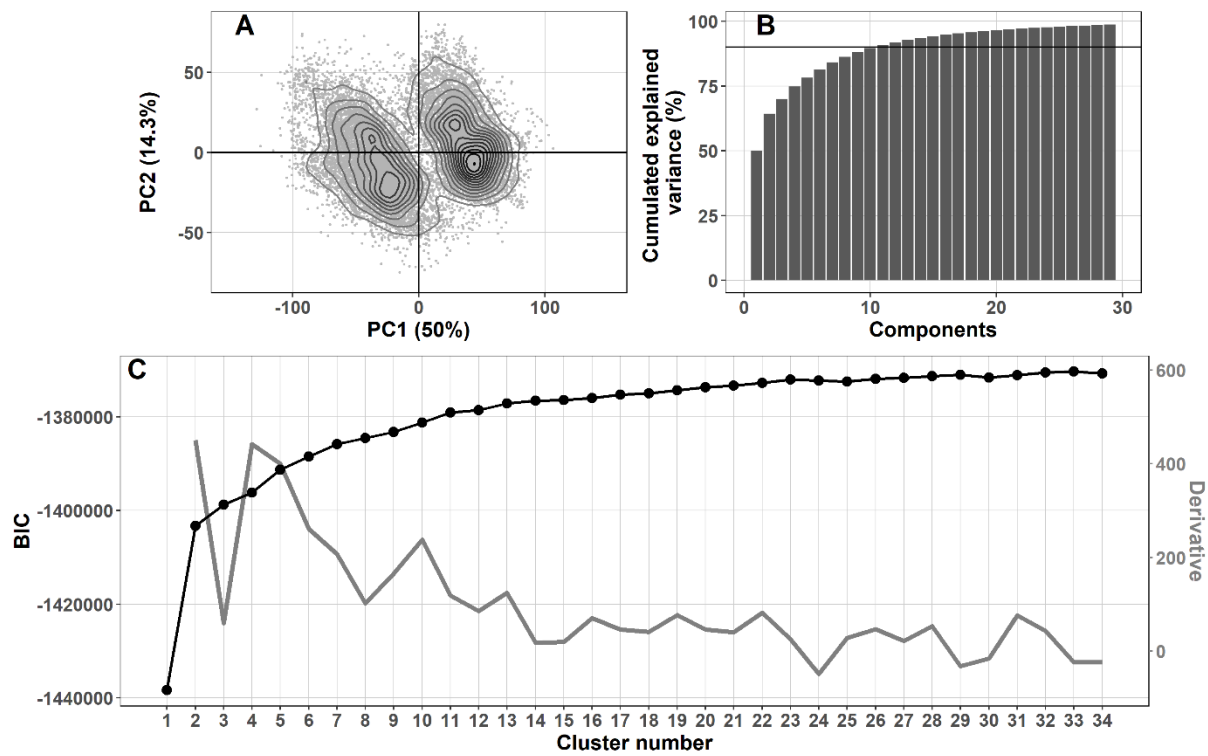 A
50
0
-50
PC2 (14.3%)
-100 0 100
PC1 (50%)
B
100
75
50
25
0
Cumulated explained
variance (%)
0 10 20 30
Components
C
-1380000
-1400000
-1420000
-1440000
BIC
600
400
200
0
Derivative
1 2 3 4 5 6 7 8 9 10 11 12 13 14 15 16 17 18 19 20 21 22 23 24 25 26 27 28 29 30 31 32 33 34
Cluster number